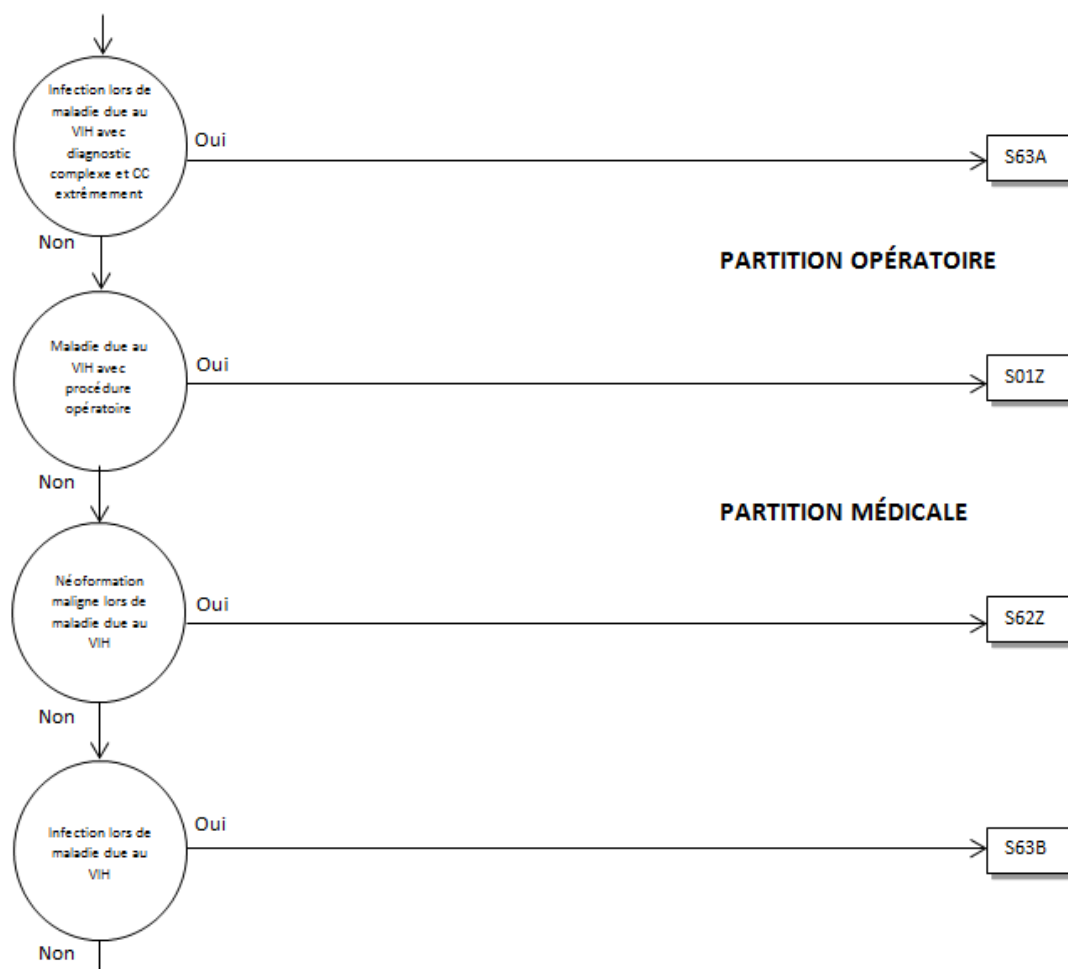 Infection lors de
maladie due au
VIH avec
diagnostic
complexe et CC
extrêmement
Oui
S63A
Non
PARTITION OPÉRATOIRE
Maladie due au
VIH avec
procédure
opératoire
Oui
S01Z
Non
PARTITION MÉDICALE
Néoformation
maligne lors de
maladie due au
VIH
Oui
S62Z
Non
Infection lors de
maladie due au
VIH
Oui
S63B
Non